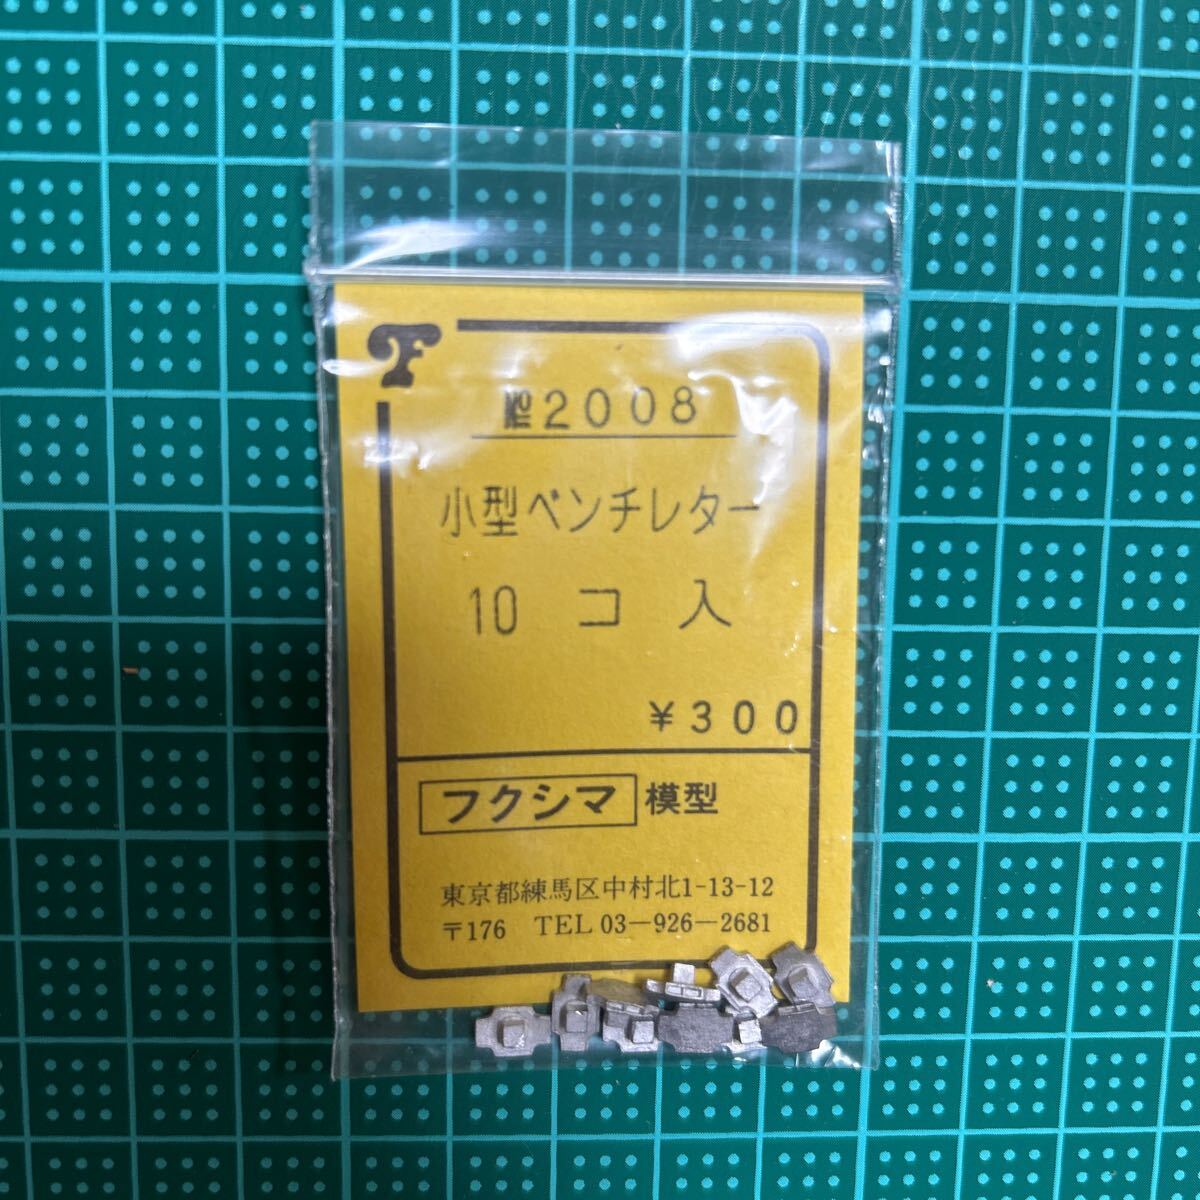 F
№2008
小型ベンチレター
10 コ 入
¥300
フクシマ 模型
東京都練馬区中村北1-13-12
〒176 TEL 03-926-2681